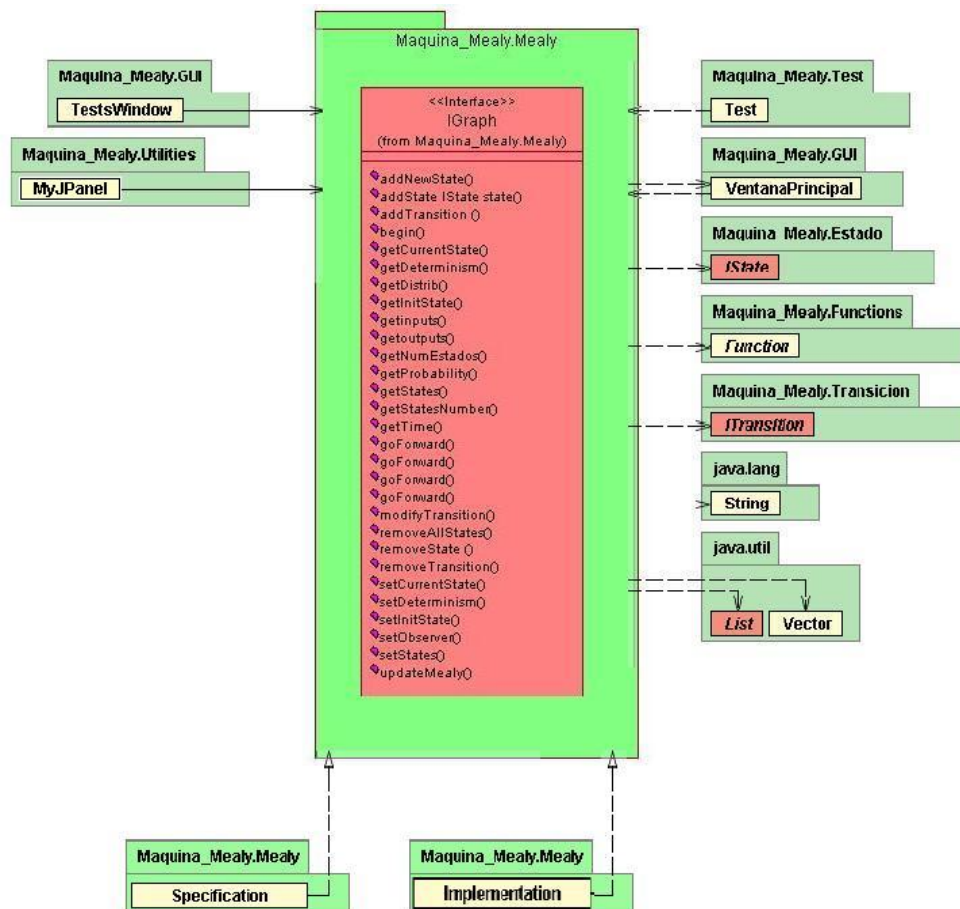 Maquina_Mealy.Mealy
Maquina_Mealy.GUI
TestsWindow
Maquina_Mealy.Utilities
MyJPanel
<<Interface>>
IGraph
(from Maquina_Mealy.Mealy)
addNewState()
addState IState state()
addTransition ()
begin()
getCurrentState()
getDeterminism()
getDistrib()
getInitState()
getinputs()
getoutputs()
getNumEstados()
getProbability()
getStates()
getStatesNumber()
getTime()
goForward()
goForward()
goForward()
goForward()
modifyTransition()
removeAllStates()
removeState ()
removeTransition()
setCurrentState()
setDeterminism()
setInitState()
setObserver()
setStates()
updateMealy()
Maquina_Mealy.Test
Test
Maquina_Mealy.GUI
VentanaPrincipal
Maquina_Mealy.Estado
IState
Maquina_Mealy.Functions
Function
Maquina_Mealy.Transicion
ITransition
java.lang
String
java.util
List
Vector
Maquina_Mealy.Mealy
Specification
Maquina_Mealy.Mealy
Implementation